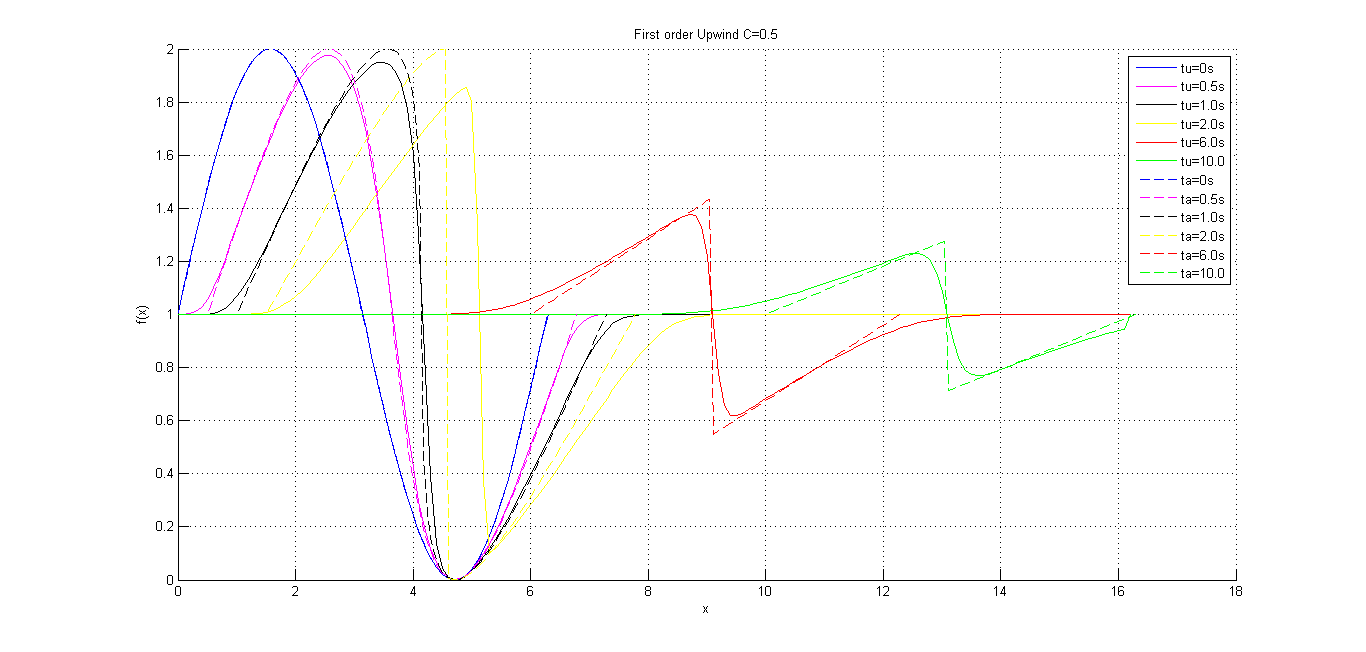 First order Upwind C=0.5
2
1.8
1.6
1.4
1.2
1
0.8
0.6
0.4
0.2
0
f(x)
0 2 4 6 8 10 12 14 16 18
x
tu=0s
tu=0.5s
tu=1.0s
tu=2.0s
tu=6.0s
tu=10.0
ta=0s
ta=0.5s
ta=1.0s
ta=2.0s
ta=6.0s
ta=10.0